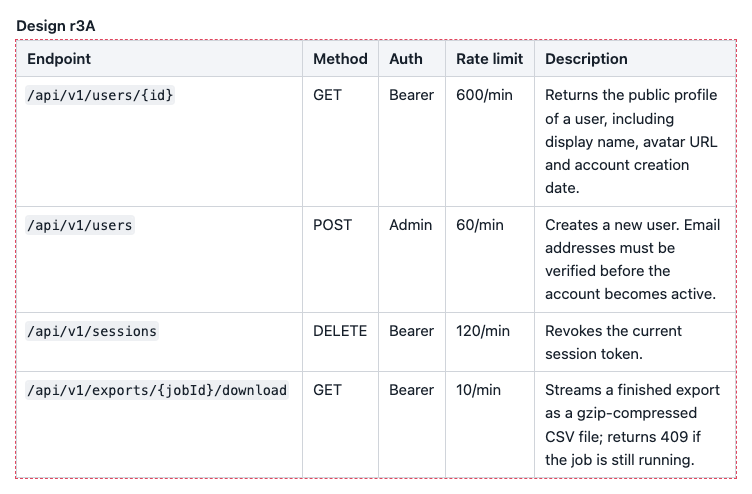 Design r3A
Endpoint Method Auth Rate limit Description
/api/v1/users/{id} GET Bearer 600/min Returns the public profile
of a user, including
display name, avatar URL
and account creation
date.
/api/v1/users POST Admin 60/min Creates a new user. Email
addresses must be
verified before the
account becomes active.
/api/v1/sessions DELETE Bearer 120/min Revokes the current
session token.
/api/v1/exports/{jobId}/download GET Bearer 10/min Streams a finished export
as a gzip-compressed
CSV file; returns 409 if
the job is still running.